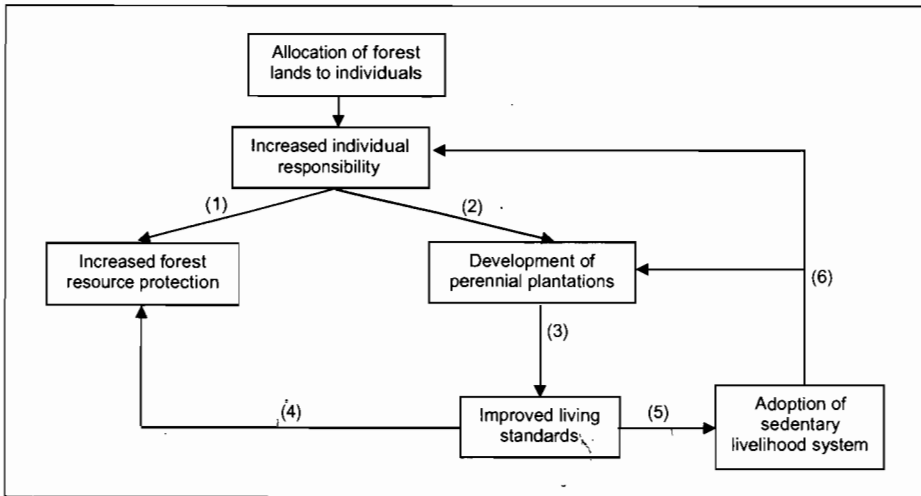 Allocation of forest
lands to individuals
Increased individual
responsibility
(1)
(2)
Increased forest
resource protection
Development of
perennial plantations
(6)
(3)
(4)
Improved living
standards
(5)
Adoption of
sedentary
livelihood system